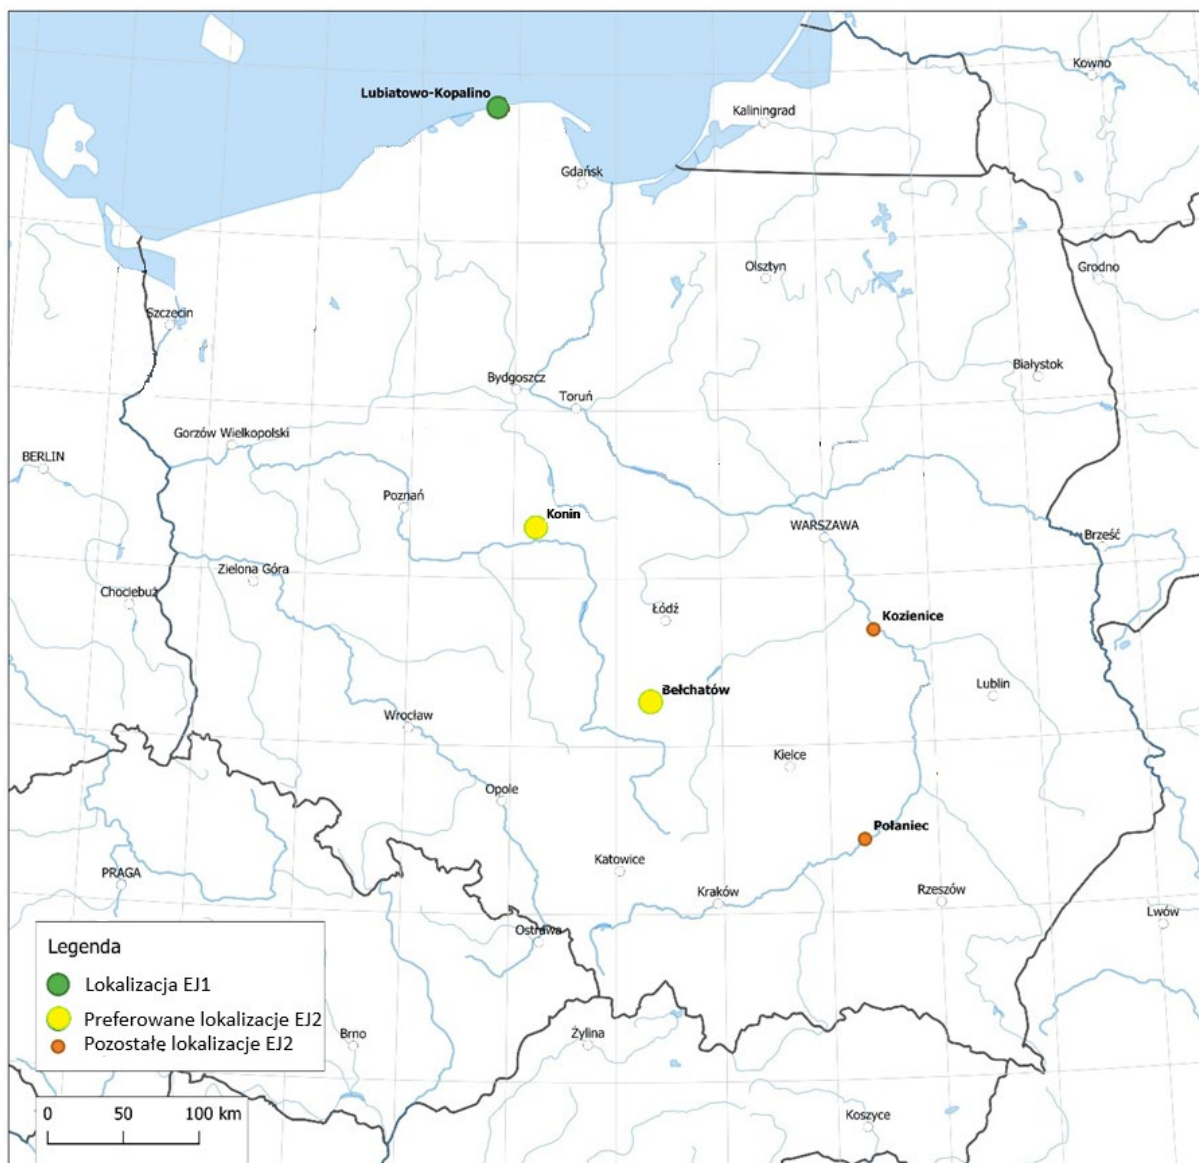 Kowno
Lubiatowo-Kopalino
Kaliningrad
Gdańsk
Olsztyn
Grodno
Szczecin
Białystok
Bydgoszcz
Toruń
Gorzów Wielkopolski
BERLIN
Poznań
Konin
WARSZAWA
Brześć
Zielona Góra
Chociebuż
Łódź
Kozienice
Lublin
Bełchatów
Wrocław
Kielce
Opole
Połaniec
Katowice
PRAGA
Kraków
Rzeszów
Lwów
Ostrawa
Legenda
Lokalizacja EJ1
Preferowane lokalizacje EJ2
Pozostałę lokalizacje EJ2
Brno
Żylina
0 50 100 km
Koszyce